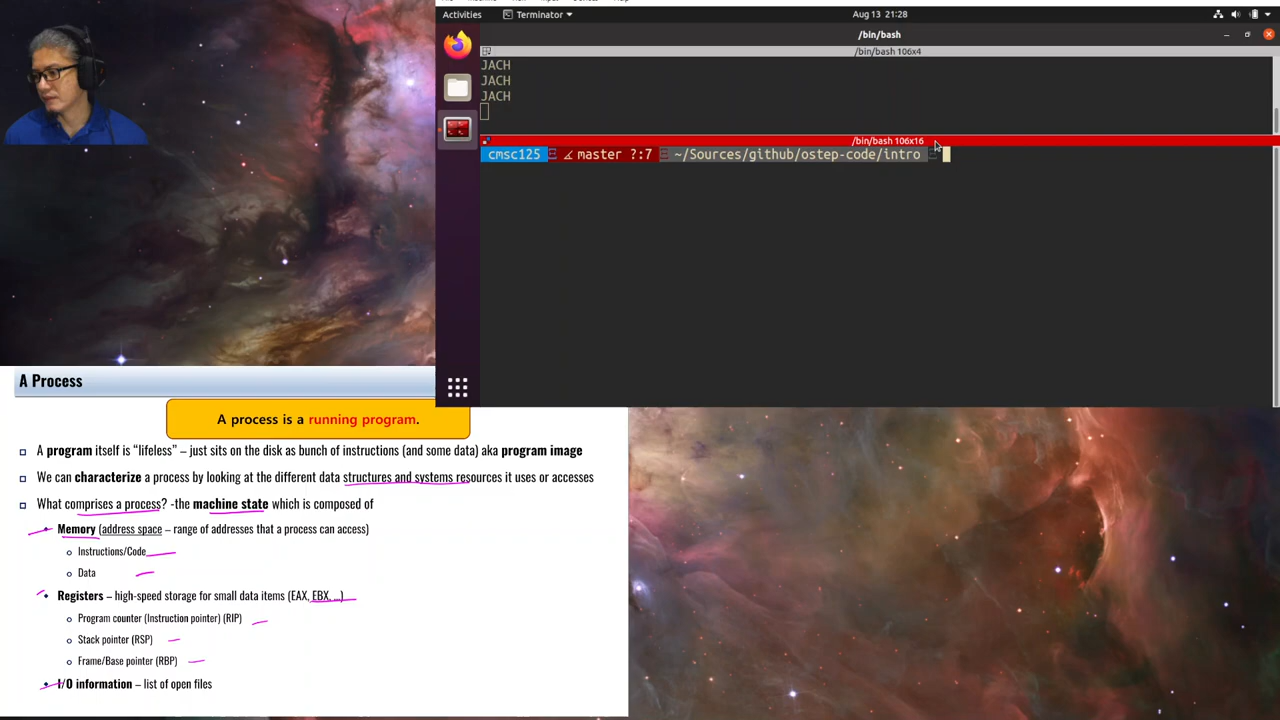 Activities Terminator Aug 13 21:28
/bin/bash
/bin/bash 106x4
JACH
JACH
JACH
/bin/bash 106x16
cmsc125 master ?:7 ~/Sources/github/ostep-code/intro
A Process
A process is a running program.
A program itself is “lifeless” – just sits on the disk as bunch of instructions (and some data) aka program image
We can characterize a process by looking at the different data structures and systems resources it uses or accesses
What comprises a process? -the machine state which is composed of
Memory (address space – range of addresses that a process can access)
Instructions/Code
Data
Registers – high-speed storage for small data items (EAX, EBX, …)
Program counter (Instruction pointer) (RIP)
Stack pointer (RSP)
Frame/Base pointer (RBP)
I/O information – list of open files